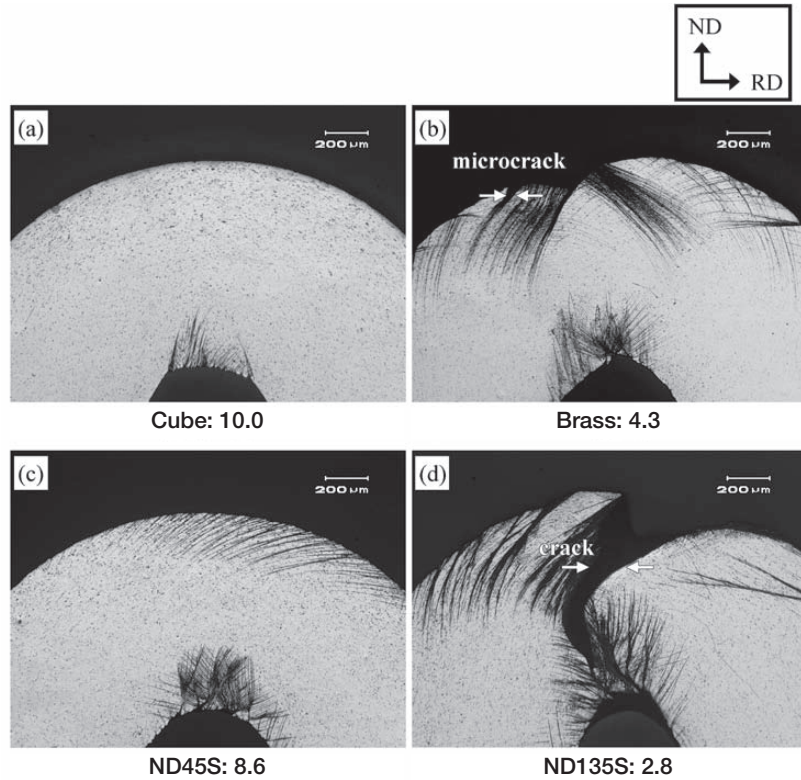 ND
RD
(a)
200 μm
(b)
200 μm
microcrack
Cube: 10.0
Brass: 4.3
(c)
200 μm
(d)
200 μm
crack
ND45S: 8.6
ND135S: 2.8